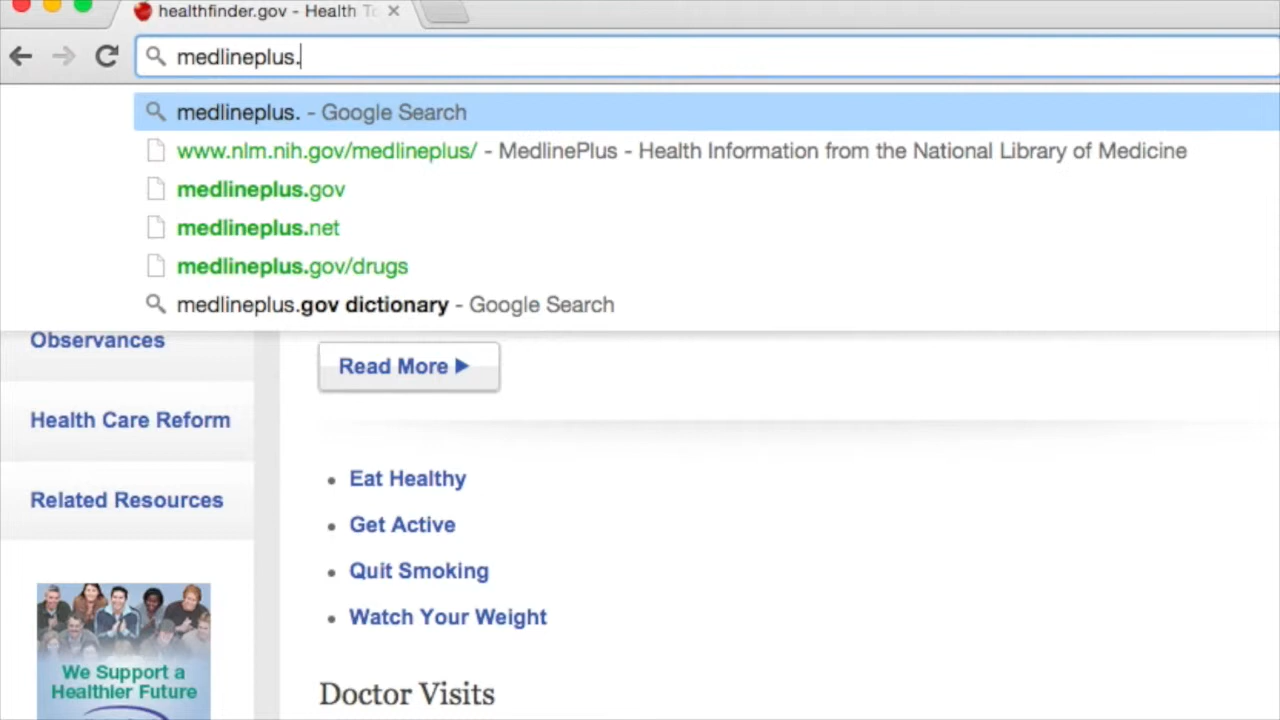 healthfinder.gov - Health To
medlineplus.
medlineplus. - Google Search
www.nlm.nih.gov/medlineplus/ - MedlinePlus - Health Information from the National Library of Medicine
medlineplus.gov
medlineplus.net
medlineplus.gov/drugs
medlineplus.gov dictionary - Google Search
Observances
Health Care Reform
Related Resources
We Support a
Healthier Future
Read More
Eat Healthy
Get Active
Quit Smoking
Watch Your Weight
Doctor Visits